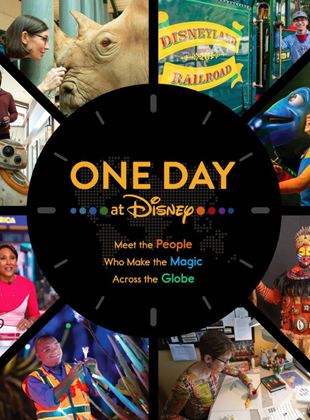 DISNEYLAND
RAILROAD
ONE DAY
at Disney
Meet the People
Who Make the Magic
Across the Globe